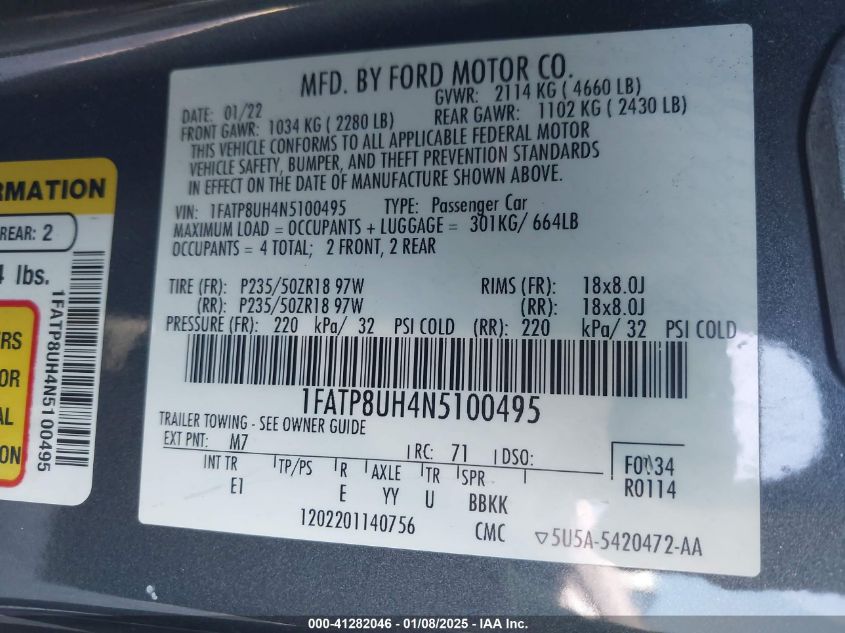 MFD. BY FORD MOTOR CO.
DATE: 01/22 GVWR: 2114 KG ( 4660 LB)
FRONT GAWR: 1034 KG ( 2280 LB) REAR GAWR: 1102 KG ( 2430 LB)
THIS VEHICLE CONFORMS TO ALL APPLICABLE FEDERAL MOTOR
VEHICLE SAFETY, BUMPER, AND THEFT PREVENTION STANDARDS
IN EFFECT ON THE DATE OF MANUFACTURE SHOWN ABOVE.
VIN: 1FATP8UH4N5100495 TYPE: Passenger Car
MAXIMUM LOAD = OCCUPANTS + LUGGAGE = 301KG/ 664LB
OCCUPANTS = 4 TOTAL; 2 FRONT, 2 REAR
TIRE (FR): P235/50ZR18 97W RIMS (FR): 18x8.0J
(RR): P235/50ZR18 97W (RR): 18x8.0J
PRESSURE (FR): 220 kPa/ 32 PSI COLD (RR): 220 kPa/ 32 PSI COLD
1FATP8UH4N5100495
TRAILER TOWING - SEE OWNER GUIDE
EXT PNT: M7 RC: 71 DSO:
INT TR TP/PS R AXLE TR SPR
E1 E YY U BBKK
R0114
1202201140756 CMC ▽5U5A-5420472-AA
RMATION
REAR: 2
lbs.
1FATP8UH4N5100495
RS
OR
AL
ON
000-41282046 - 01/08/2025 - IAA Inc.